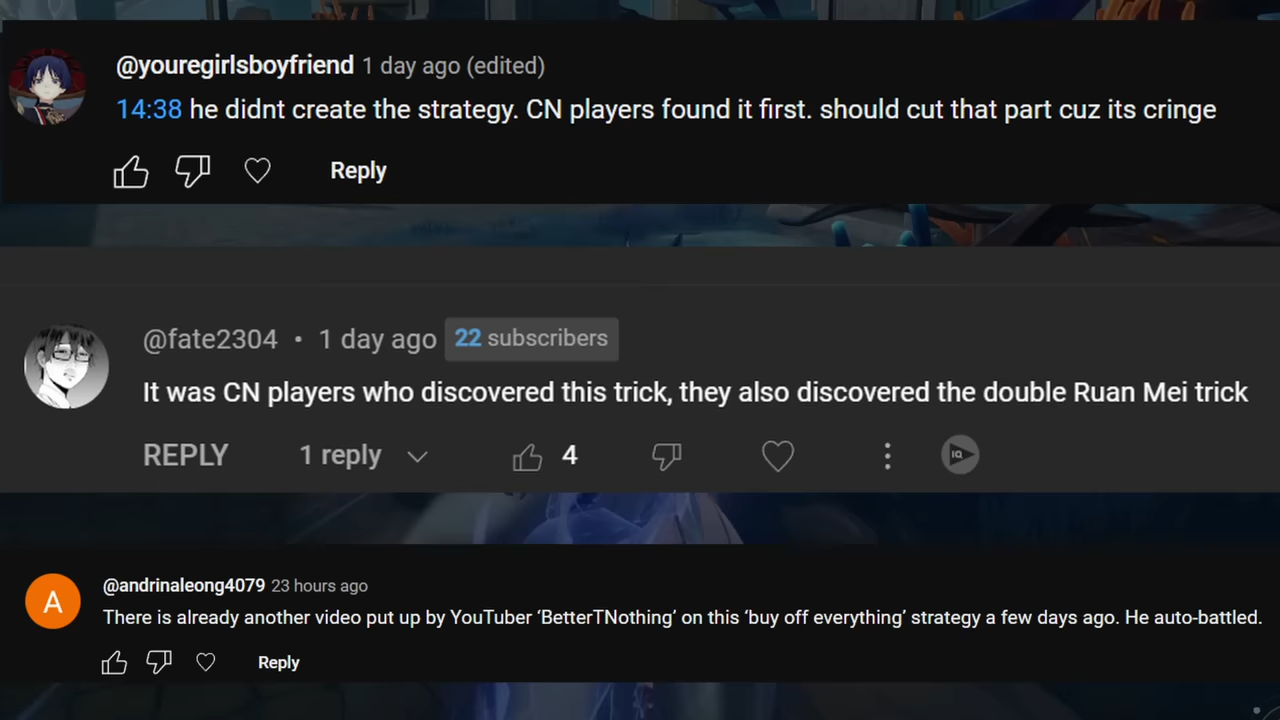 @youregirlsboyfriend 1 day ago (edited)
14:38 he didnt create the strategy. CN players found it first. should cut that part cuz its cringe
Reply
@fate2304 • 1 day ago 22 subscribers
It was CN players who discovered this trick, they also discovered the double Ruan Mei trick
REPLY 1 reply 4 IQ
A
@andrinaleong4079 23 hours ago
There is already another video put up by YouTuber ‘BetterTNothing’ on this ‘buy off everything’ strategy a few days ago. He auto-battled.
Reply